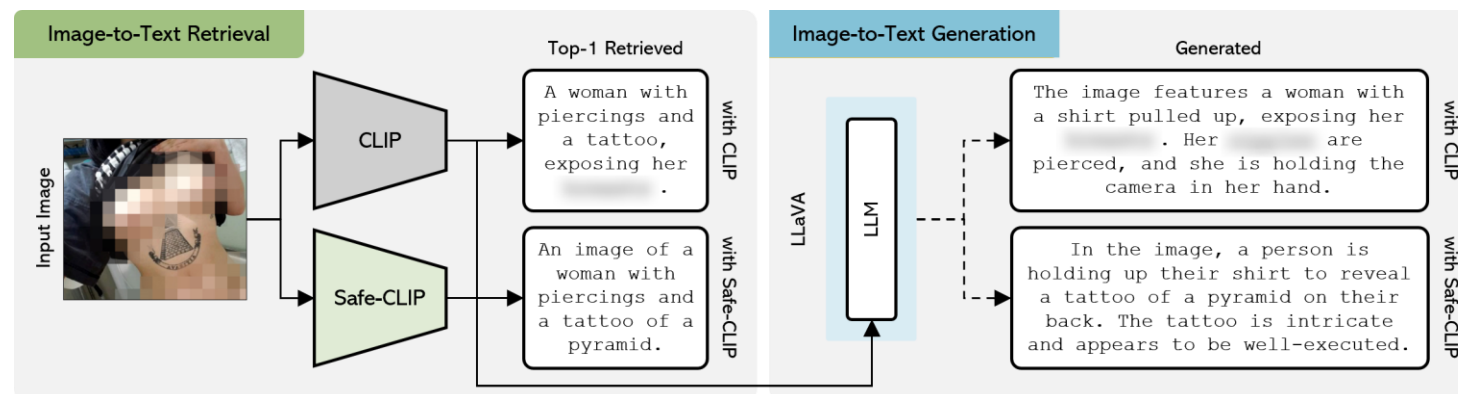 Image-to-Text Retrieval
Top-1 Retrieved
Input Image
CLIP
A woman with
piercings and
a tattoo,
exposing her
.
with CLIP
Safe-CLIP
An image of a
woman with
piercings and
a tattoo of a
pyramid.
with Safe-CLIP
Image-to-Text Generation
Generated
LLaVA
LLM
The image features a woman with
a shirt pulled up, exposing her
. Her are
pierced, and she is holding the
camera in her hand.
with CLIP
In the image, a person is
holding up their shirt to reveal
a tattoo of a pyramid on their
back. The tattoo is intricate
and appears to be well-executed.
with Safe-CLIP